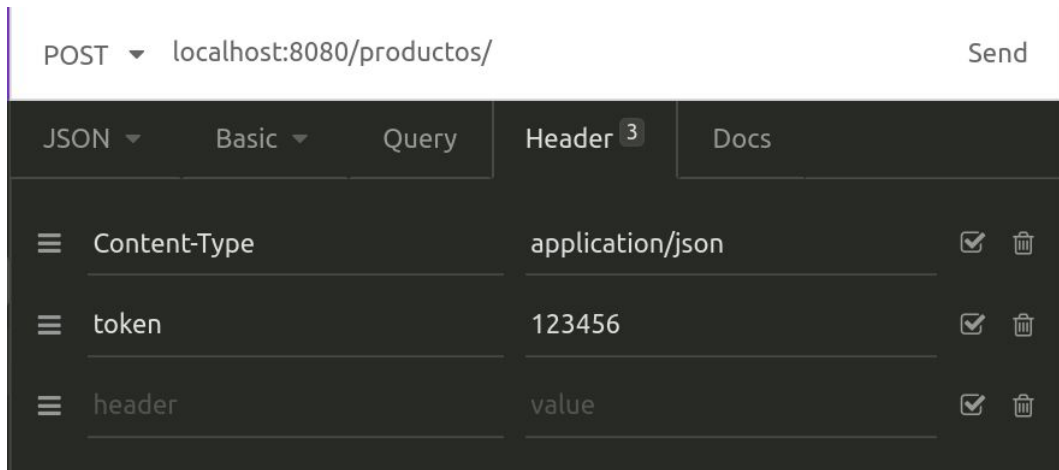 POST localhost:8080/productos/ Send
JSON Basic Query Header 3 Docs
Content-Type application/json
token 123456
header value